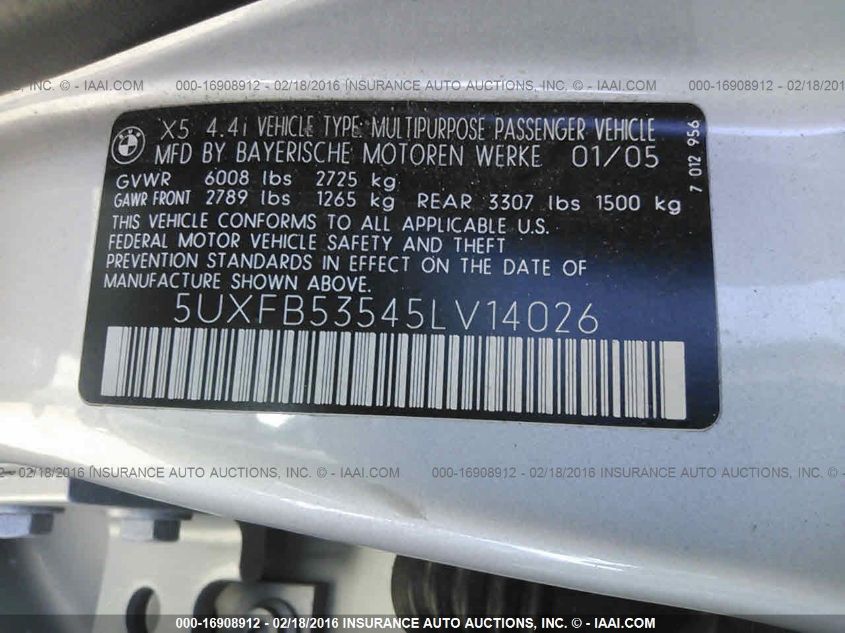 - IAAI.COM 000-16908912 - 02/18/2016 INSURANCE AUTO AUCTIONS, INC. - © - IAAI.COM 000-16908912 - 02/18/2016
BMW X5 4.4i VEHICLE TYPE: MULTIPURPOSE PASSENGER VEHICLE
MFD BY BAYERISCHE MOTOREN WERKE 01/05
GVWR 6008 lbs 2725 kg
GAWR FRONT 2789 lbs 1265 kg REAR 3307 lbs 1500 kg
THIS VEHICLE CONFORMS TO ALL APPLICABLE U.S.
FEDERAL MOTOR VEHICLE SAFETY AND THEFT
PREVENTION STANDARDS IN EFFECT ON THE DATE OF
MANUFACTURE SHOWN ABOVE.
7 012 956
5UXFB53545LV14026
/2016 INSURANCE AUTO AUCTIONS, INC. - © - IAAI.COM 000-16908912 - 02/18/2016 INSURANCE AUTO AUCTIONS, INC. - ©
000-16908912 - 02/18/2016 INSURANCE AUTO AUCTIONS, INC. - © - IAAI.COM